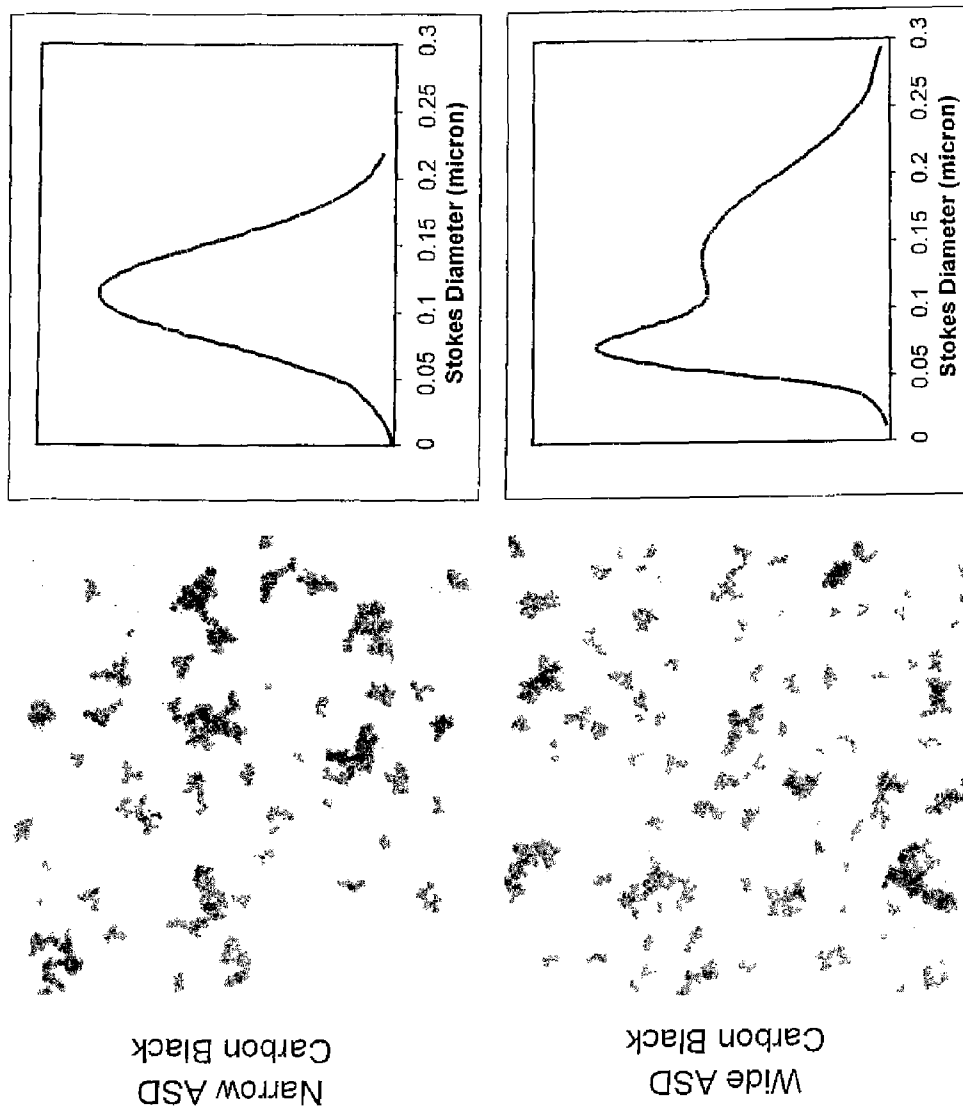 Narrow ASD
Carbon Black
0
0.05
0.1
0.15
0.2
0.25
0.3
Stokes Diameter (micron)
Wide ASD
Carbon Black
0
0.05
0.1
0.15
0.2
0.25
0.3
Stokes Diameter (micron)